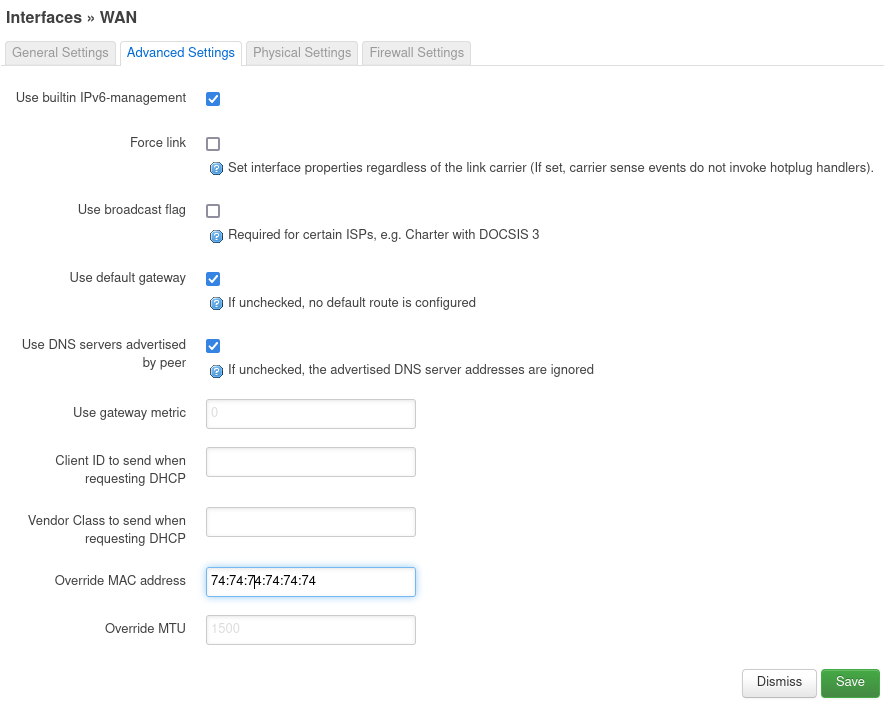 Interfaces » WAN
General Settings Advanced Settings Physical Settings Firewall Settings
Use builtin IPv6-management
Force link
Set interface properties regardless of the link carrier (If set, carrier sense events do not invoke hotplug handlers).
Use broadcast flag
Required for certain ISPs, e.g. Charter with DOCSIS 3
Use default gateway
If unchecked, no default route is configured
Use DNS servers advertised
by peer
If unchecked, the advertised DNS server addresses are ignored
Use gateway metric 0
Client ID to send when
requesting DHCP
Vendor Class to send when
requesting DHCP
Override MAC address 74:74:74:74:74:74
Override MTU 1500
Dismiss Save